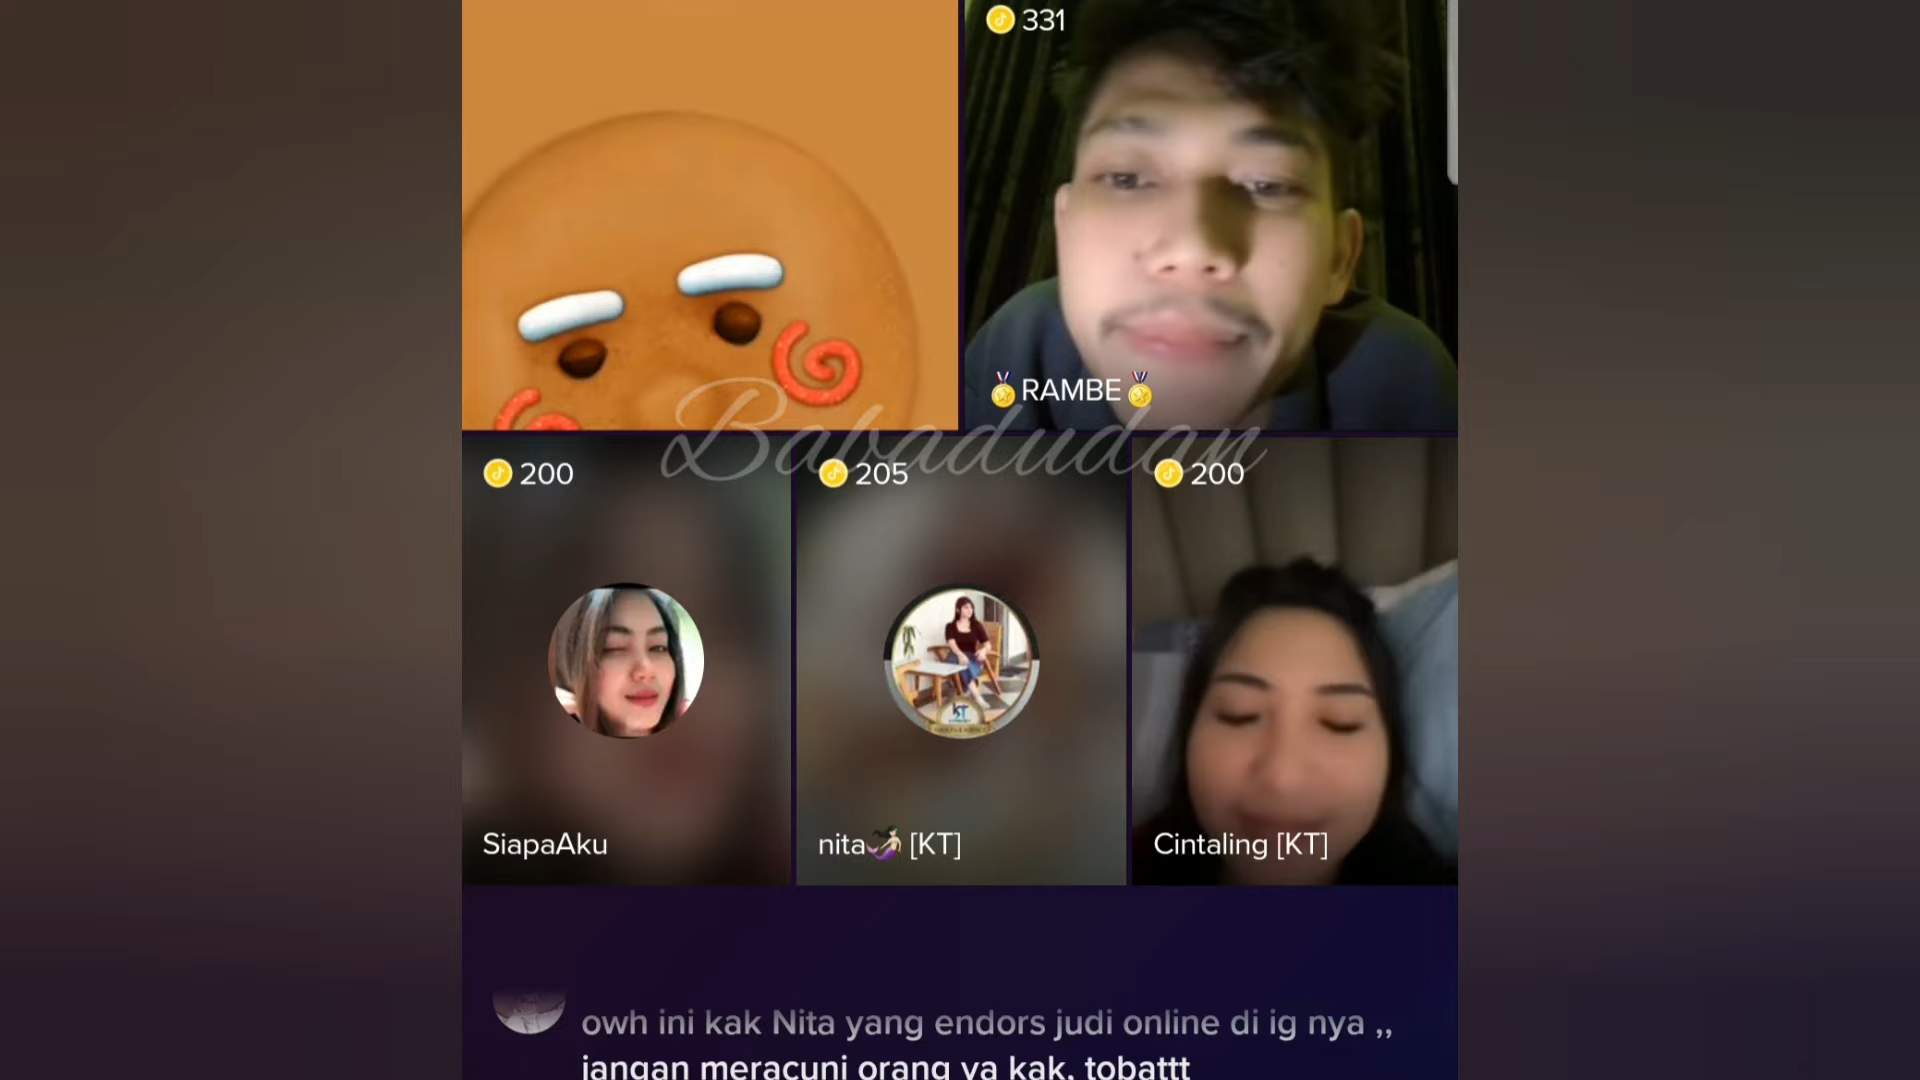 331
🏅RAMBE🏅
Babadudan
200
205
200
SiapaAku
nita🧜🏻‍♀️ [KT]
Cintaling [KT]
owh ini kak Nita yang endors judi online di ig nya ,,
jangan meracuni orang ya kak, tobattt